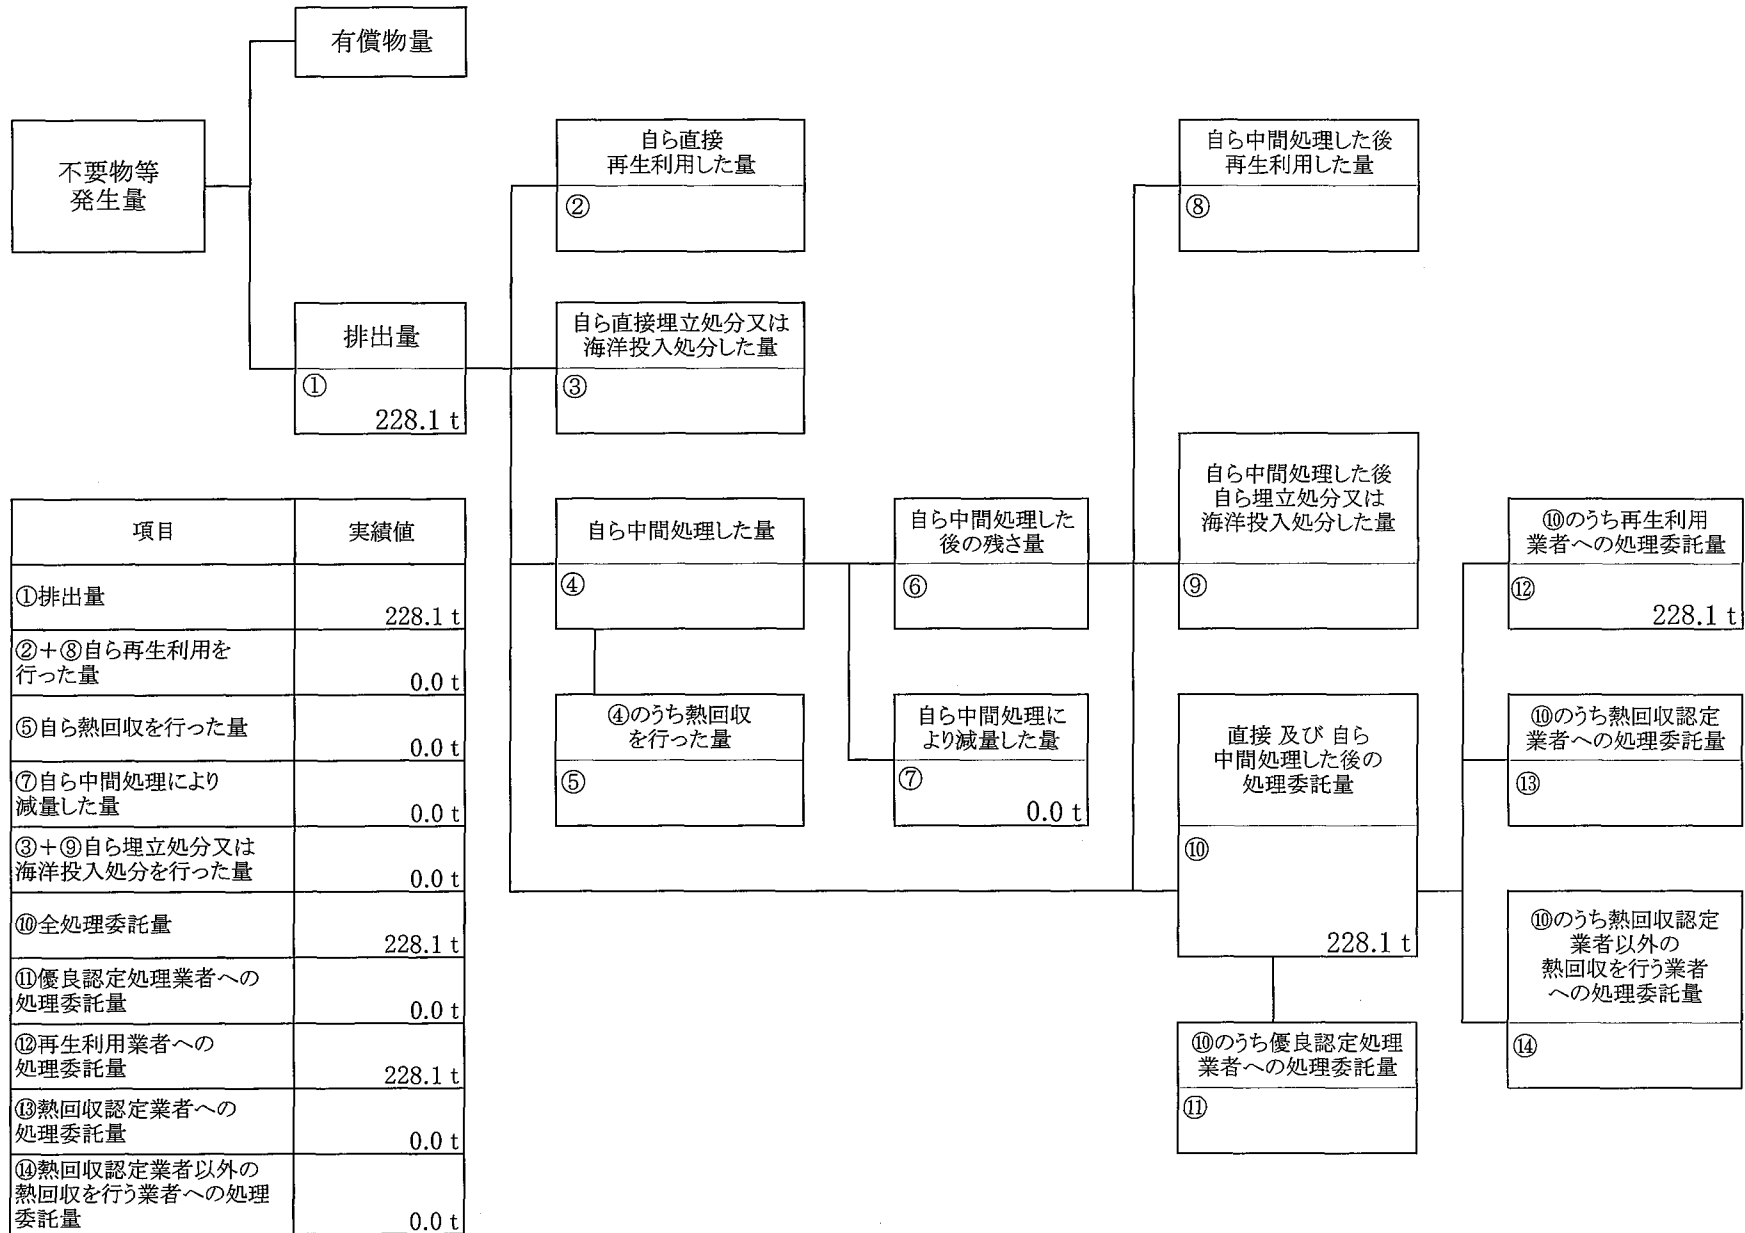 有償物量
不要物等
発生量
排出量
①
228.1 t
自ら直接
再生利用した量
②
自ら直接埋立処分又は
海洋投入処分した量
③
自ら中間処理した量
④
④のうち熱回収
を行った量
⑤
自ら中間処理した
後の残さ量
⑥
自ら中間処理に
より減量した量
⑦
0.0 t
自ら中間処理した後
再生利用した量
⑧
自ら中間処理した後
自ら埋立処分又は
海洋投入処分した量
⑨
直接 及び 自ら
中間処理した後の
処理委託量
⑩
228.1 t
⑩のうち優良認定処理
業者への処理委託量
⑪
⑩のうち再生利用
業者への処理委託量
⑫
228.1 t
⑩のうち熱回収認定
業者への処理委託量
⑬
⑩のうち熱回収認定
業者以外の
熱回収を行う業者
への処理委託量
⑭
項目 実績値
①排出量
228.1 t
②+⑧自ら再生利用を
行った量
0.0 t
⑤自ら熱回収を行った量
0.0 t
⑦自ら中間処理により
減量した量
0.0 t
③+⑨自ら埋立処分又は
海洋投入処分を行った量
0.0 t
⑩全処理委託量
228.1 t
⑪優良認定処理業者への
処理委託量
0.0 t
⑫再生利用業者への
処理委託量
228.1 t
⑬熱回収認定業者への
処理委託量
0.0 t
⑭熱回収認定業者以外の
熱回収を行う業者への処理
委託量
0.0 t